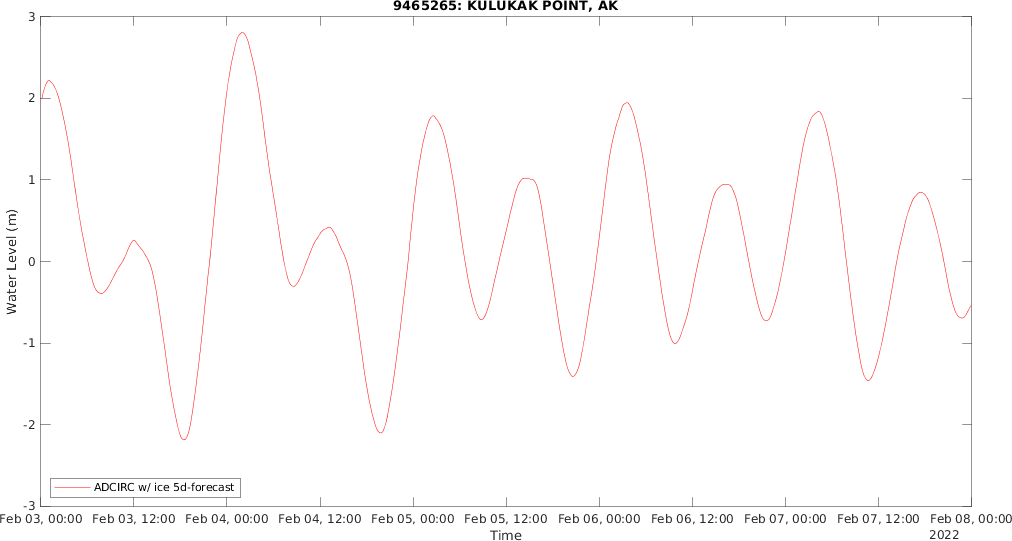 9465265: KULUKAK POINT, AK
3
2
1
0
-1
-2
-3
Water Level (m)
ADCIRC w/ ice 5d-forecast
Feb 03, 00:00 Feb 03, 12:00 Feb 04, 00:00 Feb 04, 12:00 Feb 05, 00:00 Feb 05, 12:00 Feb 06, 00:00 Feb 06, 12:00 Feb 07, 00:00 Feb 07, 12:00 Feb 08, 00:00
Time
2022